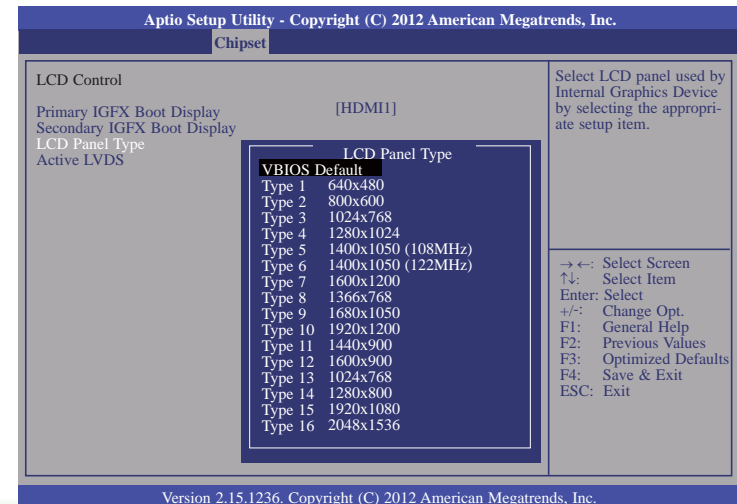 Aptio Setup Utility - Copyright (C) 2012 American Megatrends, Inc.
Chipset
LCD Control
Primary IGFX Boot Display [HDMI1]
Secondary IGFX Boot Display
LCD Panel Type
Active LVDS
LCD Panel Type
VBIOS Default
Type 1 640x480
Type 2 800x600
Type 3 1024x768
Type 4 1280x1024
Type 5 1400x1050 (108MHz)
Type 6 1400x1050 (122MHz)
Type 7 1600x1200
Type 8 1366x768
Type 9 1680x1050
Type 10 1920x1200
Type 11 1440x900
Type 12 1600x900
Type 13 1024x768
Type 14 1280x800
Type 15 1920x1080
Type 16 2048x1536
Select LCD panel used by
Internal Graphics Device
by selecting the appropri-
ate setup item.
→←: Select Screen
↑↓: Select Item
Enter: Select
+/-: Change Opt.
F1: General Help
F2: Previous Values
F3: Optimized Defaults
F4: Save & Exit
ESC: Exit
Version 2.15.1236. Copyright (C) 2012 American Megatrends, Inc.